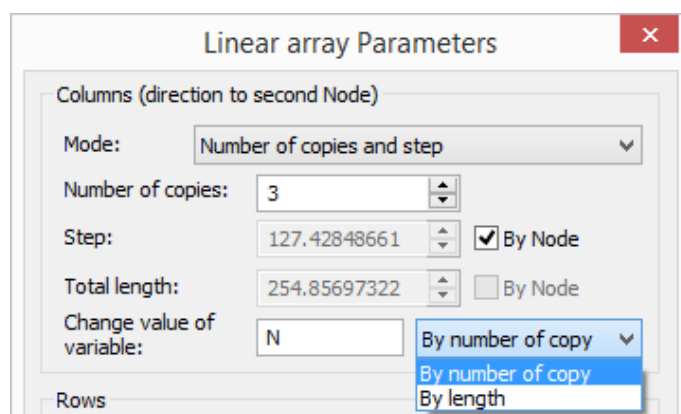 Linear array Parameters
Columns (direction to second Node)
Mode: Number of copies and step
Number of copies: 3
Step: 127.42848661 By Node
Total length: 254.85697322 By Node
Change value of
variable: N By number of copy
By number of copy
By length
Rows